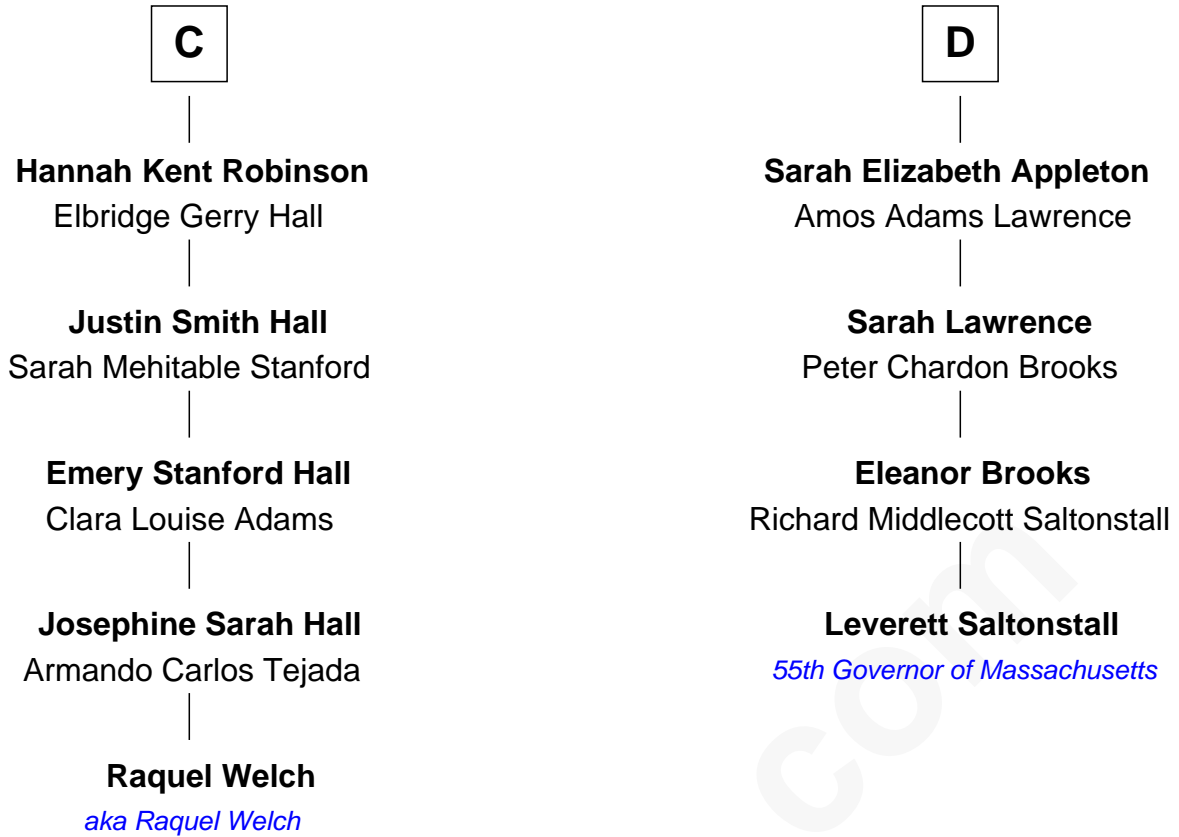 C
Hannah Kent Robinson
Elbridge Gerry Hall
Justin Smith Hall
Sarah Mehitable Stanford
Emery Stanford Hall
Clara Louise Adams
Josephine Sarah Hall
Armando Carlos Tejada
Raquel Welch
aka Raquel Welch
D
Sarah Elizabeth Appleton
Amos Adams Lawrence
Sarah Lawrence
Peter Chardon Brooks
Eleanor Brooks
Richard Middlecott Saltonstall
Leverett Saltonstall
55th Governor of Massachusetts
com